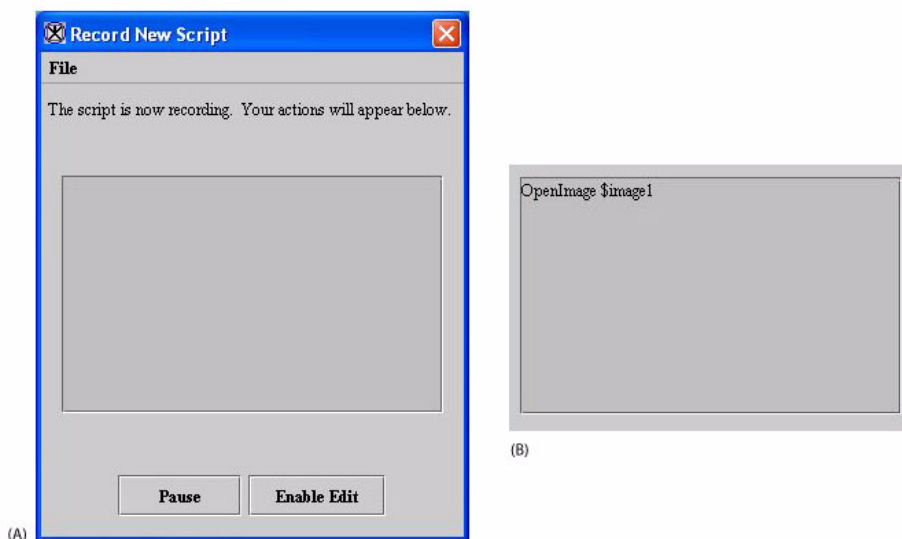 Record New Script
File
The script is now recording. Your actions will appear below.
Pause
Enable Edit
(A)
OpenImage $image1
(B)